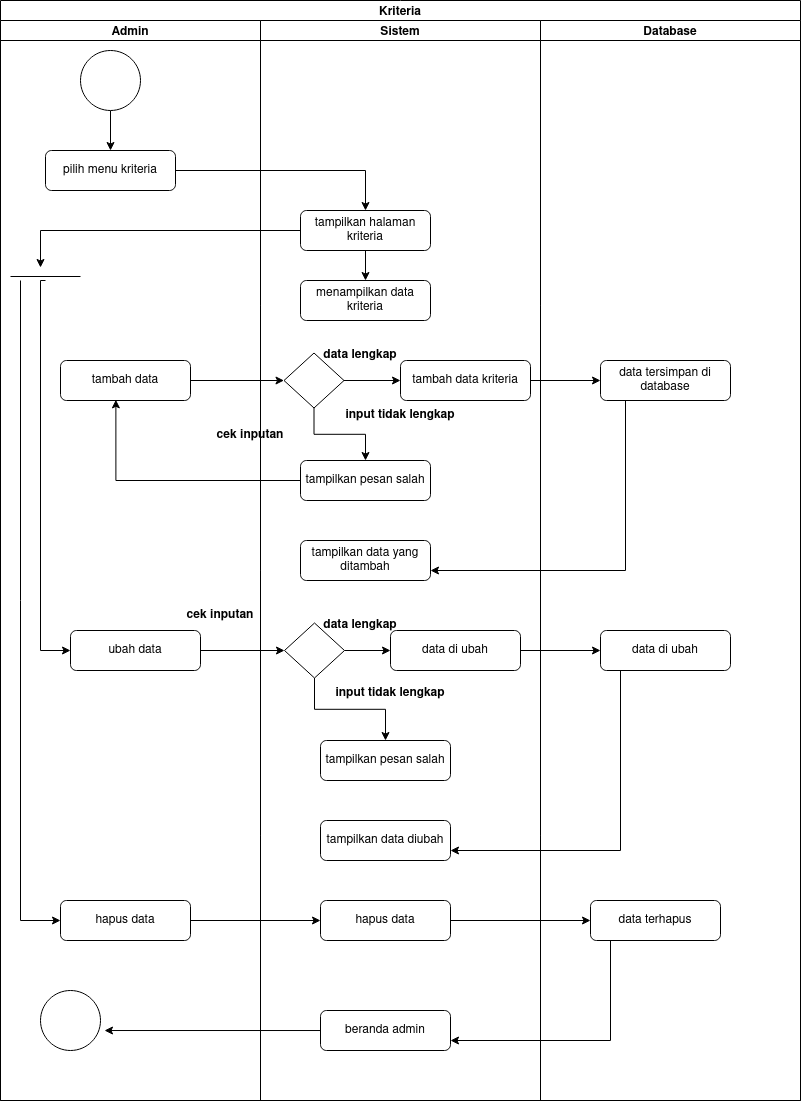 Kriteria
Admin
Sistem
Database
pilih menu kriteria
tampilkan halaman
kriteria
menampilkan data
kriteria
data lengkap
tambah data
tambah data kriteria
data tersimpan di
database
input tidak lengkap
cek inputan
tampilkan pesan salah
tampilkan data yang
ditambah
cek inputan
data lengkap
ubah data
data di ubah
data di ubah
input tidak lengkap
tampilkan pesan salah
tampilkan data diubah
hapus data
hapus data
data terhapus
beranda admin